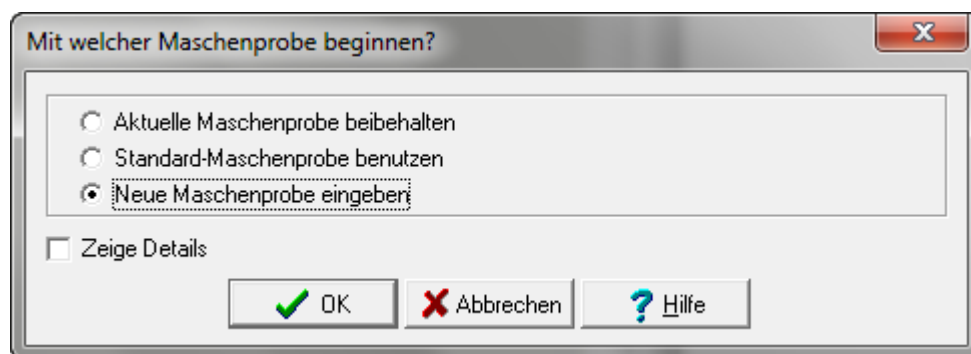 Mit welcher Maschenprobe beginnen?
Aktuelle Maschenprobe beibehalten
Standard-Maschenprobe benutzen
Neue Maschenprobe eingeben
Zeige Details
OK Abbrechen Hilfe